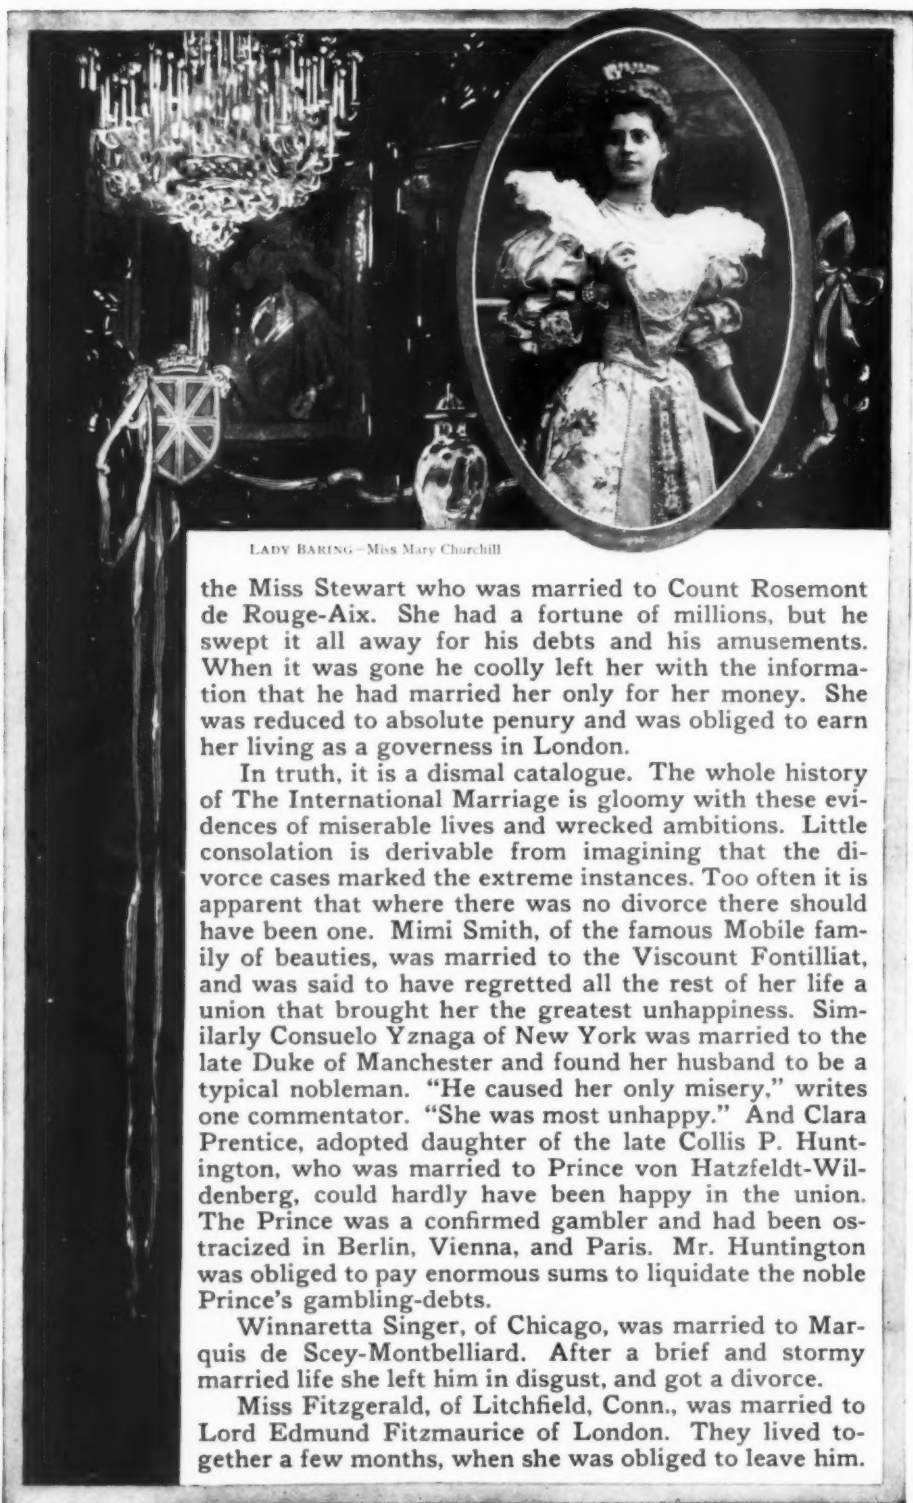 LADY BARING—Miss Mary Churchill
the Miss Stewart who was married to Count Rosemont
de Rouge-Aix. She had a fortune of millions, but he
swept it all away for his debts and his amusements.
When it was gone he coolly left her with the informa-
tion that he had married her only for her money. She
was reduced to absolute penury and was obliged to earn
her living as a governess in London.
In truth, it is a dismal catalogue. The whole history
of The International Marriage is gloomy with these evi-
dences of miserable lives and wrecked ambitions. Little
consolation is derivable from imagining that the di-
vorce cases marked the extreme instances. Too often it is
apparent that where there was no divorce there should
have been one. Mimi Smith, of the famous Mobile fam-
ily of beauties, was married to the Viscount Fontilliat,
and was said to have regretted all the rest of her life a
union that brought her the greatest unhappiness. Sim-
ilarly Consuelo Yznaga of New York was married to the
late Duke of Manchester and found her husband to be a
typical nobleman. “He caused her only misery,” writes
one commentator. “She was most unhappy.” And Clara
Prentice, adopted daughter of the late Collis P. Hunt-
ington, who was married to Prince von Hatzfeldt-Wil-
denberg, could hardly have been happy in the union.
The Prince was a confirmed gambler and had been os-
tracized in Berlin, Vienna, and Paris. Mr. Huntington
was obliged to pay enormous sums to liquidate the noble
Prince’s gambling-debts.
Winnaretta Singer, of Chicago, was married to Mar-
quis de Scey-Montbelliard. After a brief and stormy
married life she left him in disgust, and got a divorce.
Miss Fitzgerald, of Litchfield, Conn., was married to
Lord Edmund Fitzmaurice of London. They lived to-
gether a few months, when she was obliged to leave him.